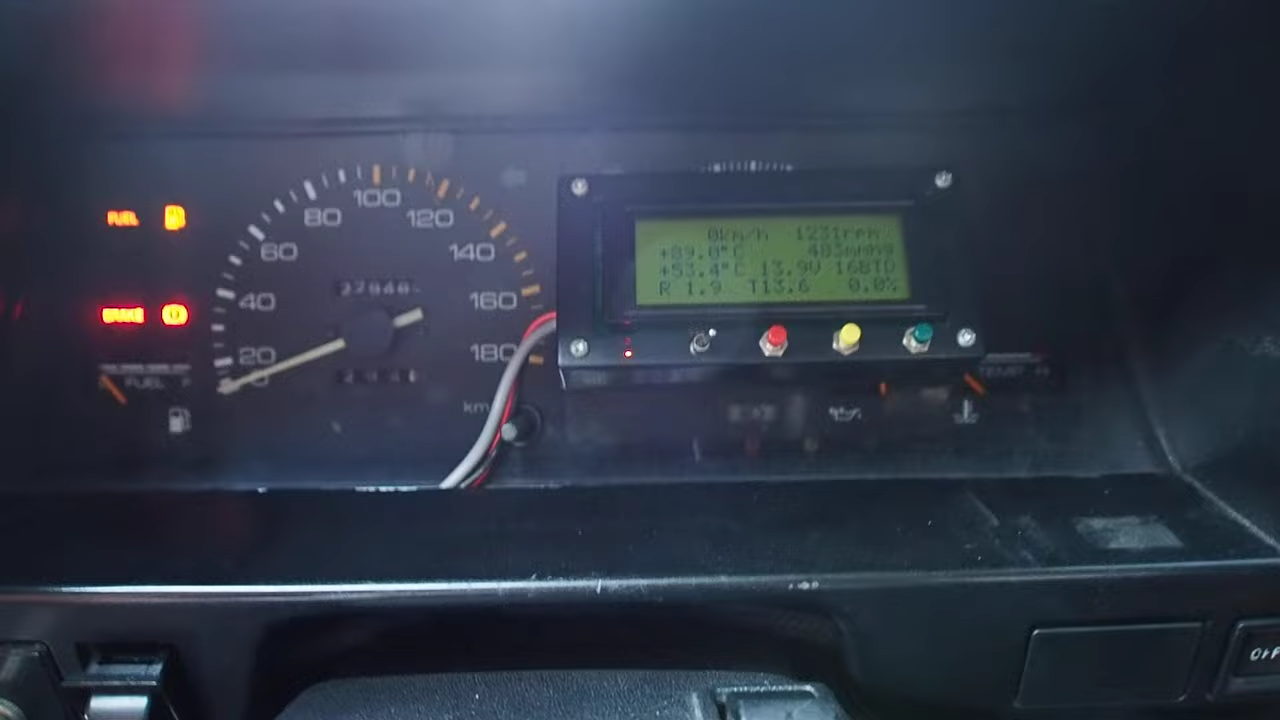 FUEL
BRAKE
20
40
60
80
100
120
140
160
180
km
FUEL F
0km/h 1231rpm
+89.0°C 483mmHg
+53.4°C 13.9V 16BTD
R 1.9 T13.6 0.0%
TEMP H